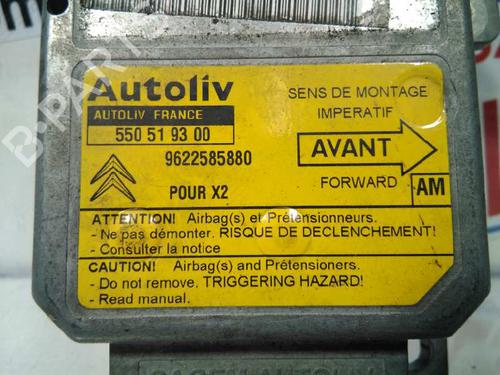 Autoliv
AUTOLIV FRANCE
550 51 93 00
9622585880
POUR X2
SENS DE MONTAGE
IMPERATIF
AVANT
FORWARD
AM
ATTENTION! Airbag(s) et Prétensionneurs.
- Ne pas démonter. RISQUE DE DECLENCHEMENT!
- Consulter la notice
CAUTION! Airbag(s) and Prétensioners.
- Do not remove. TRIGGERING HAZARD!
- Read manual.